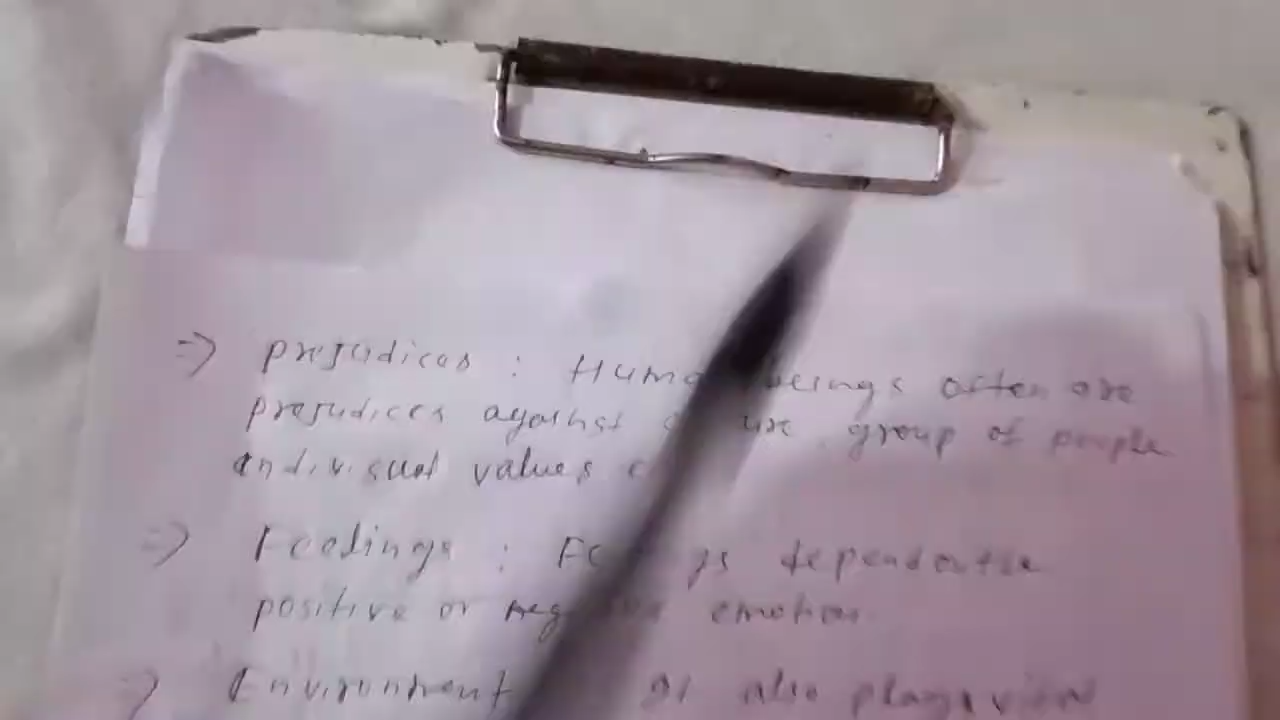 => prejudices : Human beings often are
prejudices against group of people
individual values
=> Feelings : depend on the
positive or emotion.
=> Environment also plays